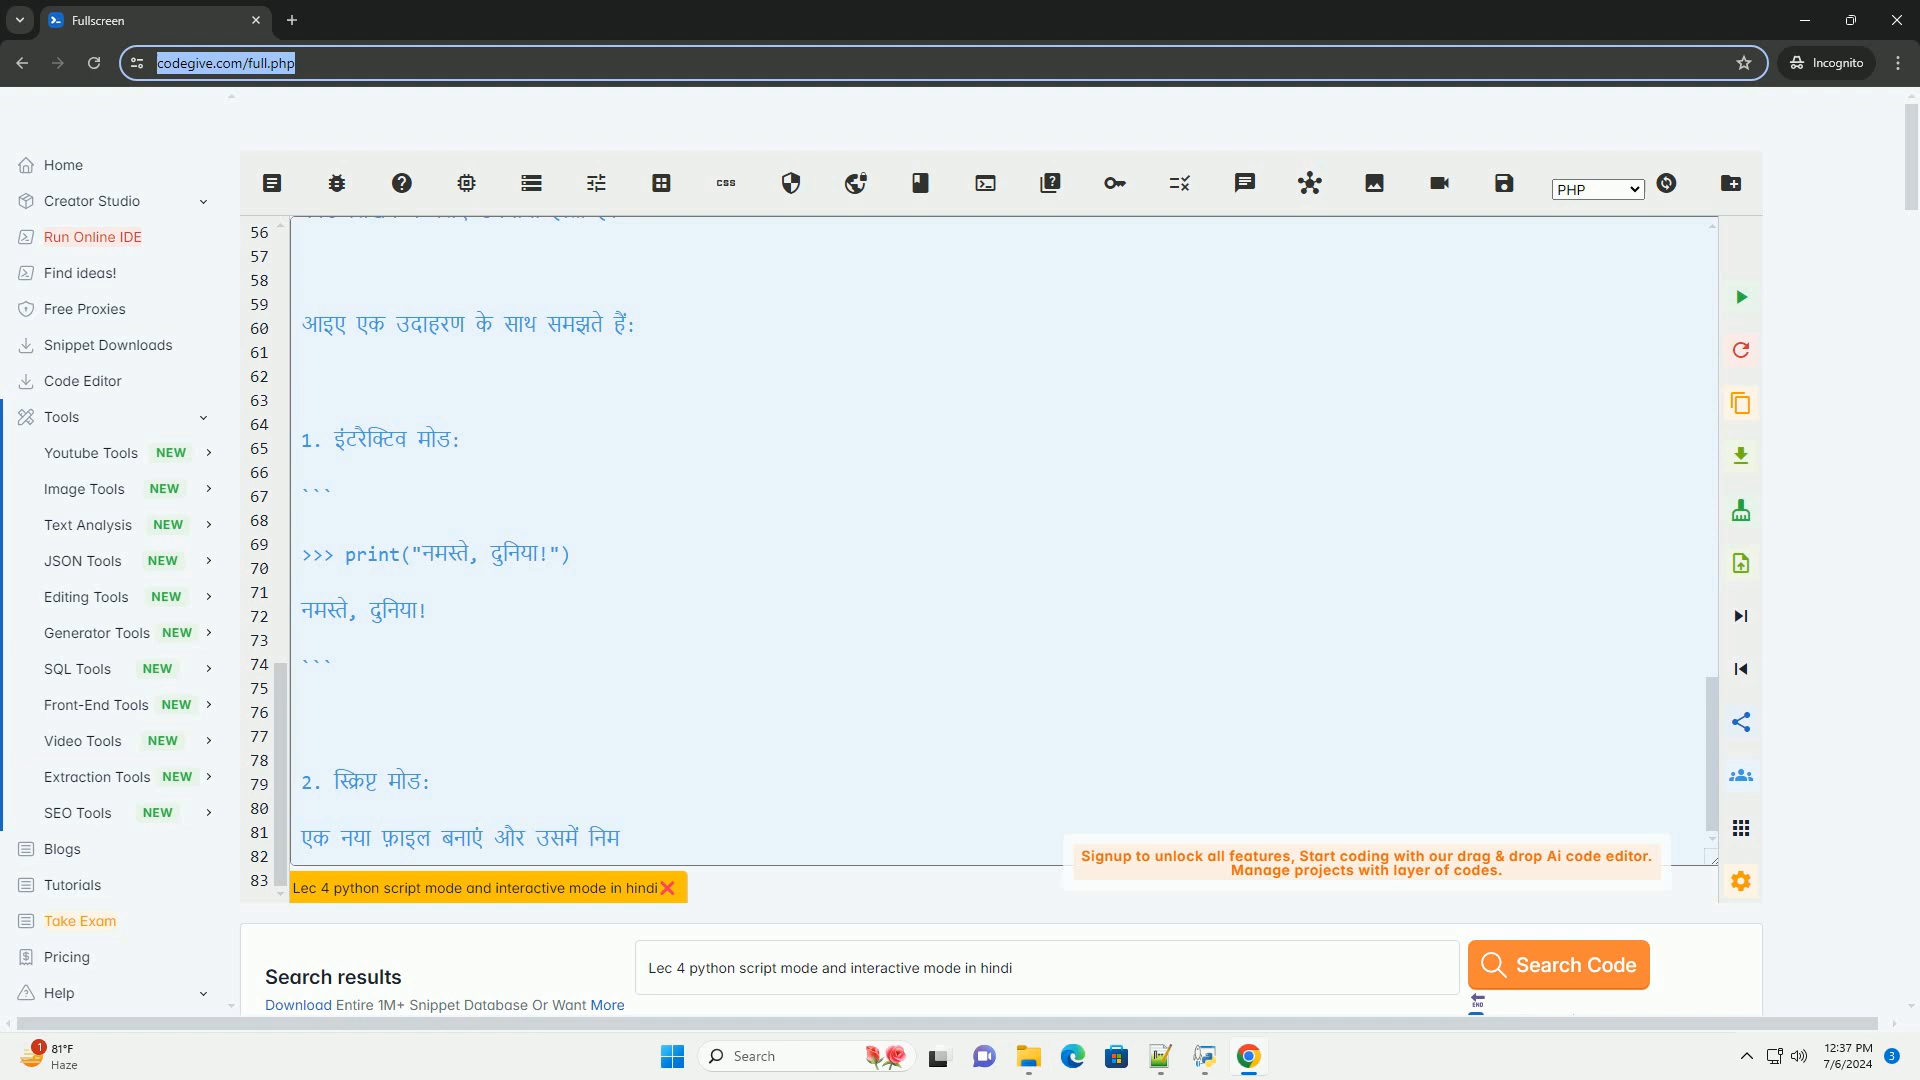 Fullscreen
codegive.com/full.php
Incognito
Home
Creator Studio
Run Online IDE
Find ideas!
Free Proxies
Snippet Downloads
Code Editor
Tools
Youtube Tools NEW
Image Tools NEW
Text Analysis NEW
JSON Tools NEW
Editing Tools NEW
Generator Tools NEW
SQL Tools NEW
Front-End Tools NEW
Video Tools NEW
Extraction Tools NEW
SEO Tools NEW
Blogs
Tutorials
Take Exam
Pricing
Help
css
PHP
56
57
58
59
60
61
62
63
64
65
66
67
68
69
70
71
72
73
74
75
76
77
78
79
80
81
82
83
आइए एक उदाहरण के साथ समझते हैं:
1. इंटरैक्टिव मोड:
```
>>> print("नमस्ते, दुनिया!")
नमस्ते, दुनिया!
```
2. स्क्रिप्ट मोड:
एक नया फ़ाइल बनाएं और उसमें निम
Signup to unlock all features, Start coding with our drag & drop Ai code editor.
Manage projects with layer of codes.
Lec 4 python script mode and interactive mode in hindi
Search results
Download Entire 1M+ Snippet Database Or Want More
Lec 4 python script mode and interactive mode in hindi
Search Code
END
1
81°F
Haze
Search
12:37 PM
7/6/2024
3